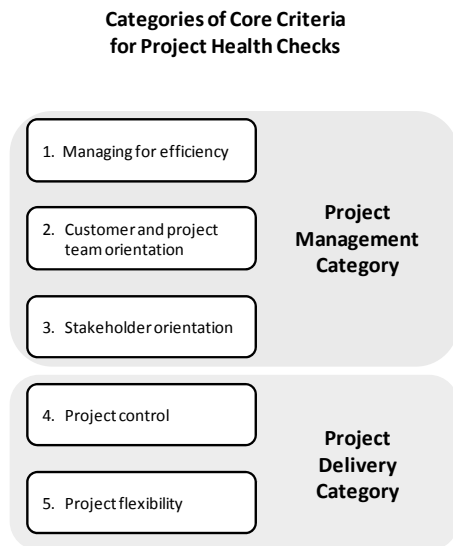 Categories of Core Criteria
for Project Health Checks
1. Managing for efficiency
2. Customer and project
team orientation
3. Stakeholder orientation
Project
Management
Category
4. Project control
5. Project flexibility
Project
Delivery
Category